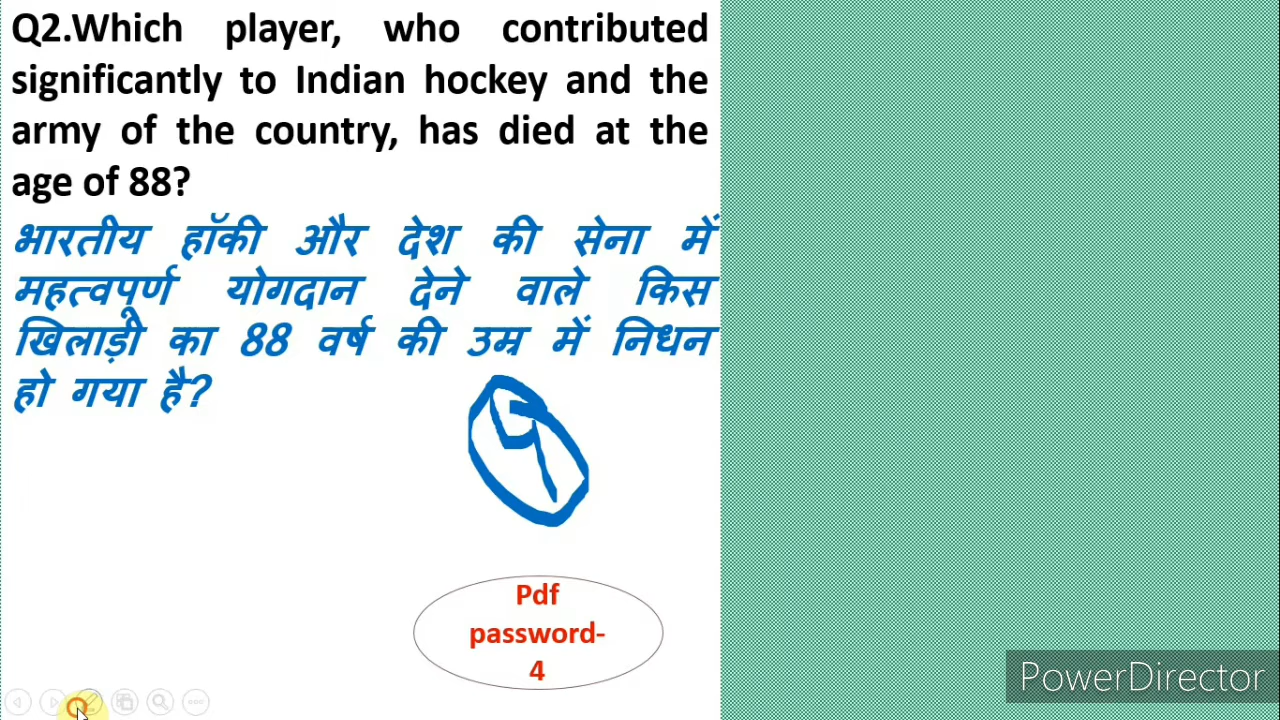 Q2.Which player, who contributed
significantly to Indian hockey and the
army of the country, has died at the
age of 88?
भारतीय हॉकी और देश की सेना में
महत्वपूर्ण योगदान देने वाले किस
खिलाड़ी का 88 वर्ष की उम्र में निधन
हो गया है?
9
Pdf
password-
4
PowerDirector